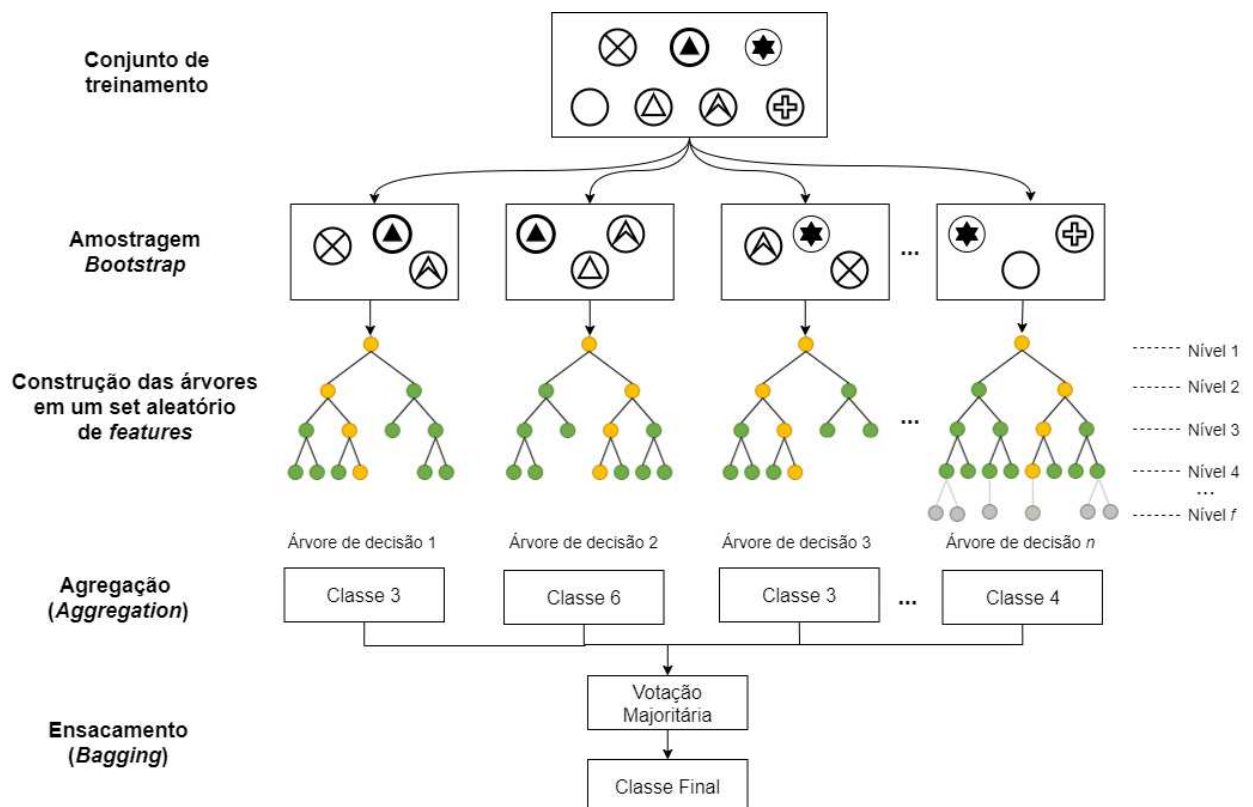 Conjunto de
treinamento
Amostragem
Bootstrap
...
Construção das árvores
em um set aleatório
de features
...
Nível 1
Nível 2
Nível 3
Nível 4
...
Nível f
Árvore de decisão 1
Árvore de decisão 2
Árvore de decisão 3
Árvore de decisão n
Agregação
(Aggregation)
Classe 3
Classe 6
Classe 3
...
Classe 4
Ensacamento
(Bagging)
Votação
Majoritária
Classe Final